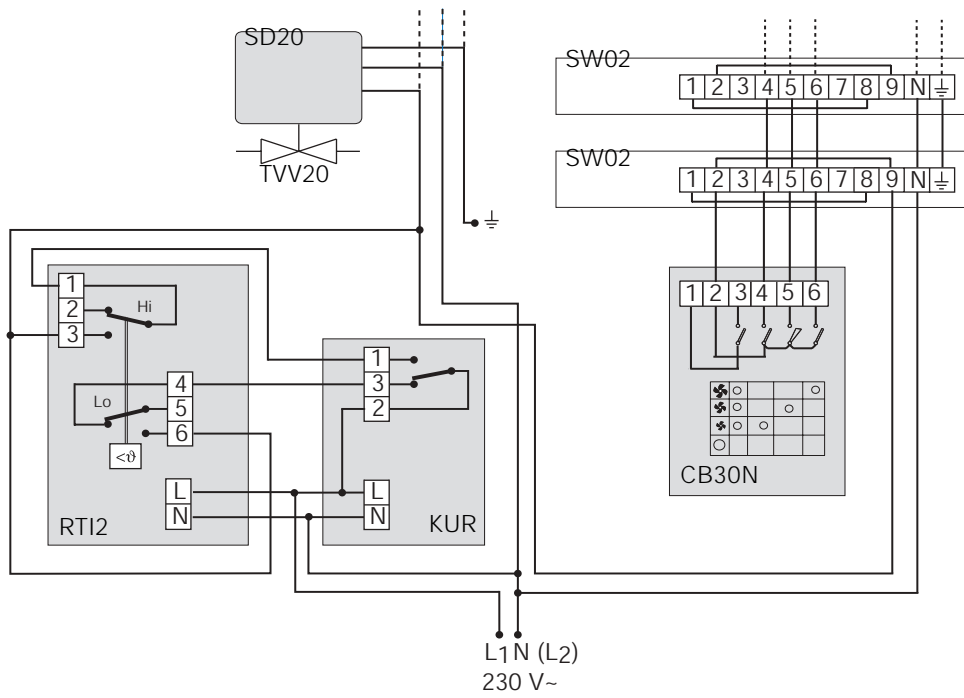 SD20
TVV20
SW02
1 2 3 4 5 6 7 8 9 N
SW02
1 2 3 4 5 6 7 8 9 N
1
2
3
Hi
Lo
4
5
6
<ϑ
L
N
RTI2
1
3
2
L
N
KUR
1 2 3 4 5 6
CB30N
L1 N (L2)
230 V~